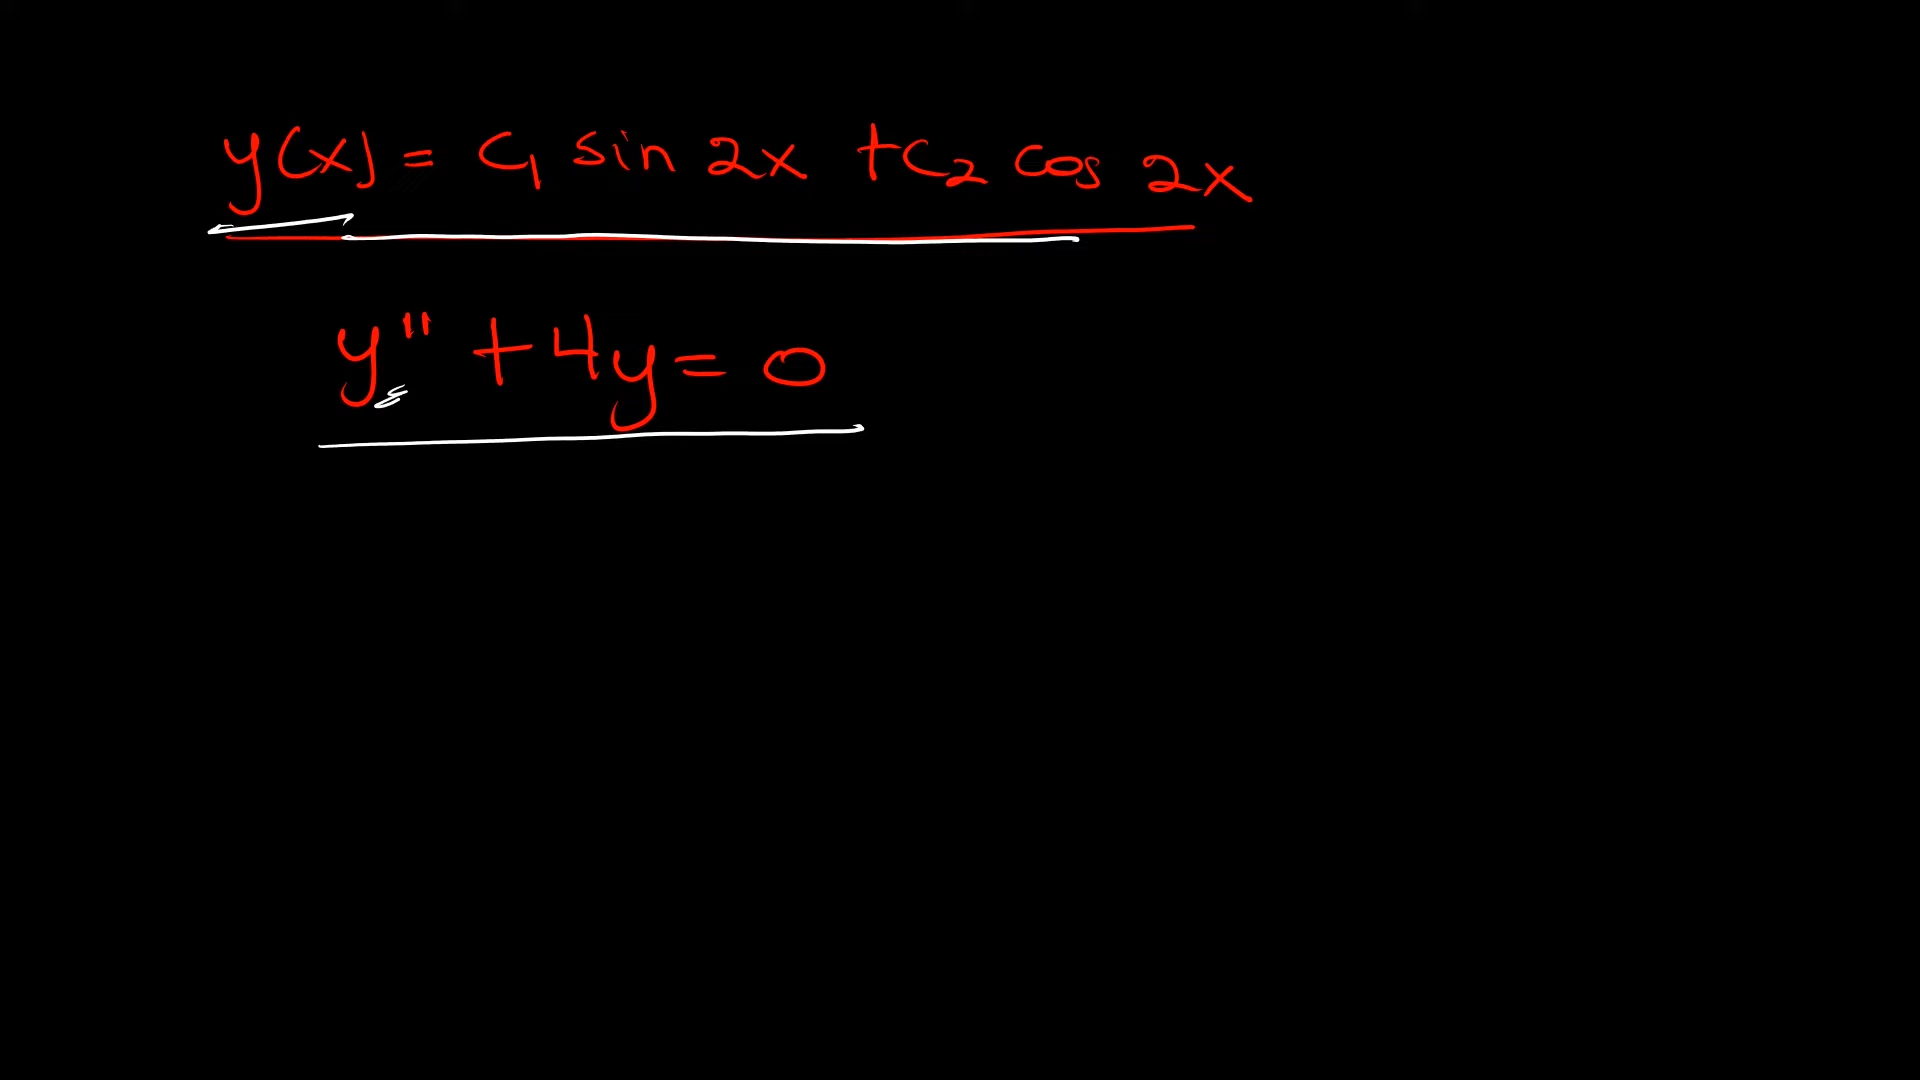 y(x) = c₁ sin 2x + c₂ cos 2x
y'' + 4y = 0